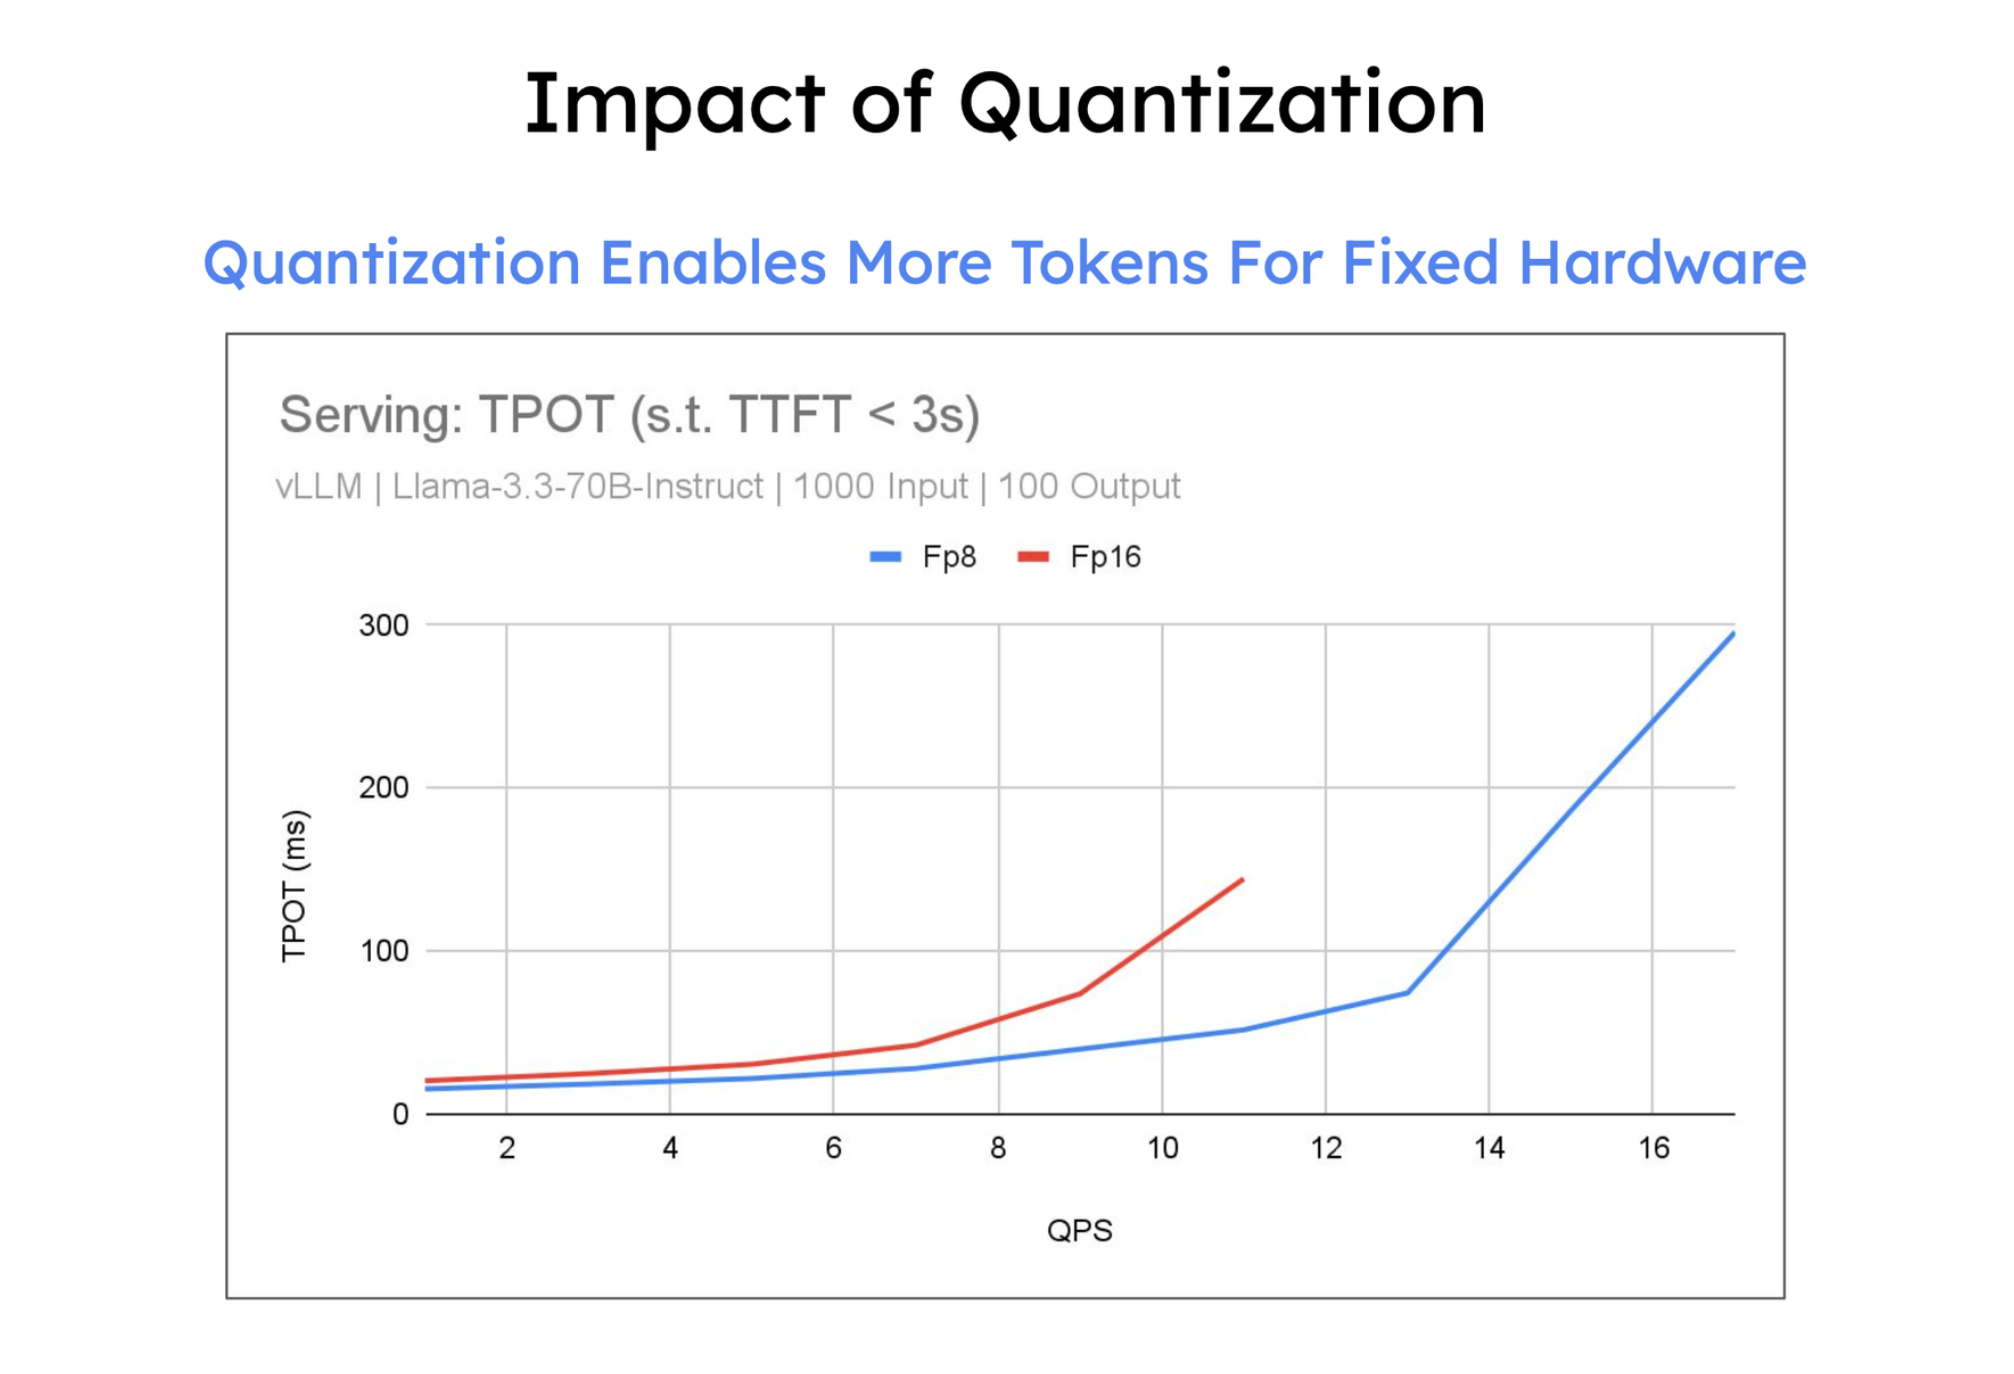 Impact of Quantization
Quantization Enables More Tokens For Fixed Hardware
Serving: TPOT (s.t. TTFT < 3s)
vLLM | Llama-3.3-70B-Instruct | 1000 Input | 100 Output
Fp8 Fp16
300
200
100
0
TPOT (ms)
2 4 6 8 10 12 14 16
QPS